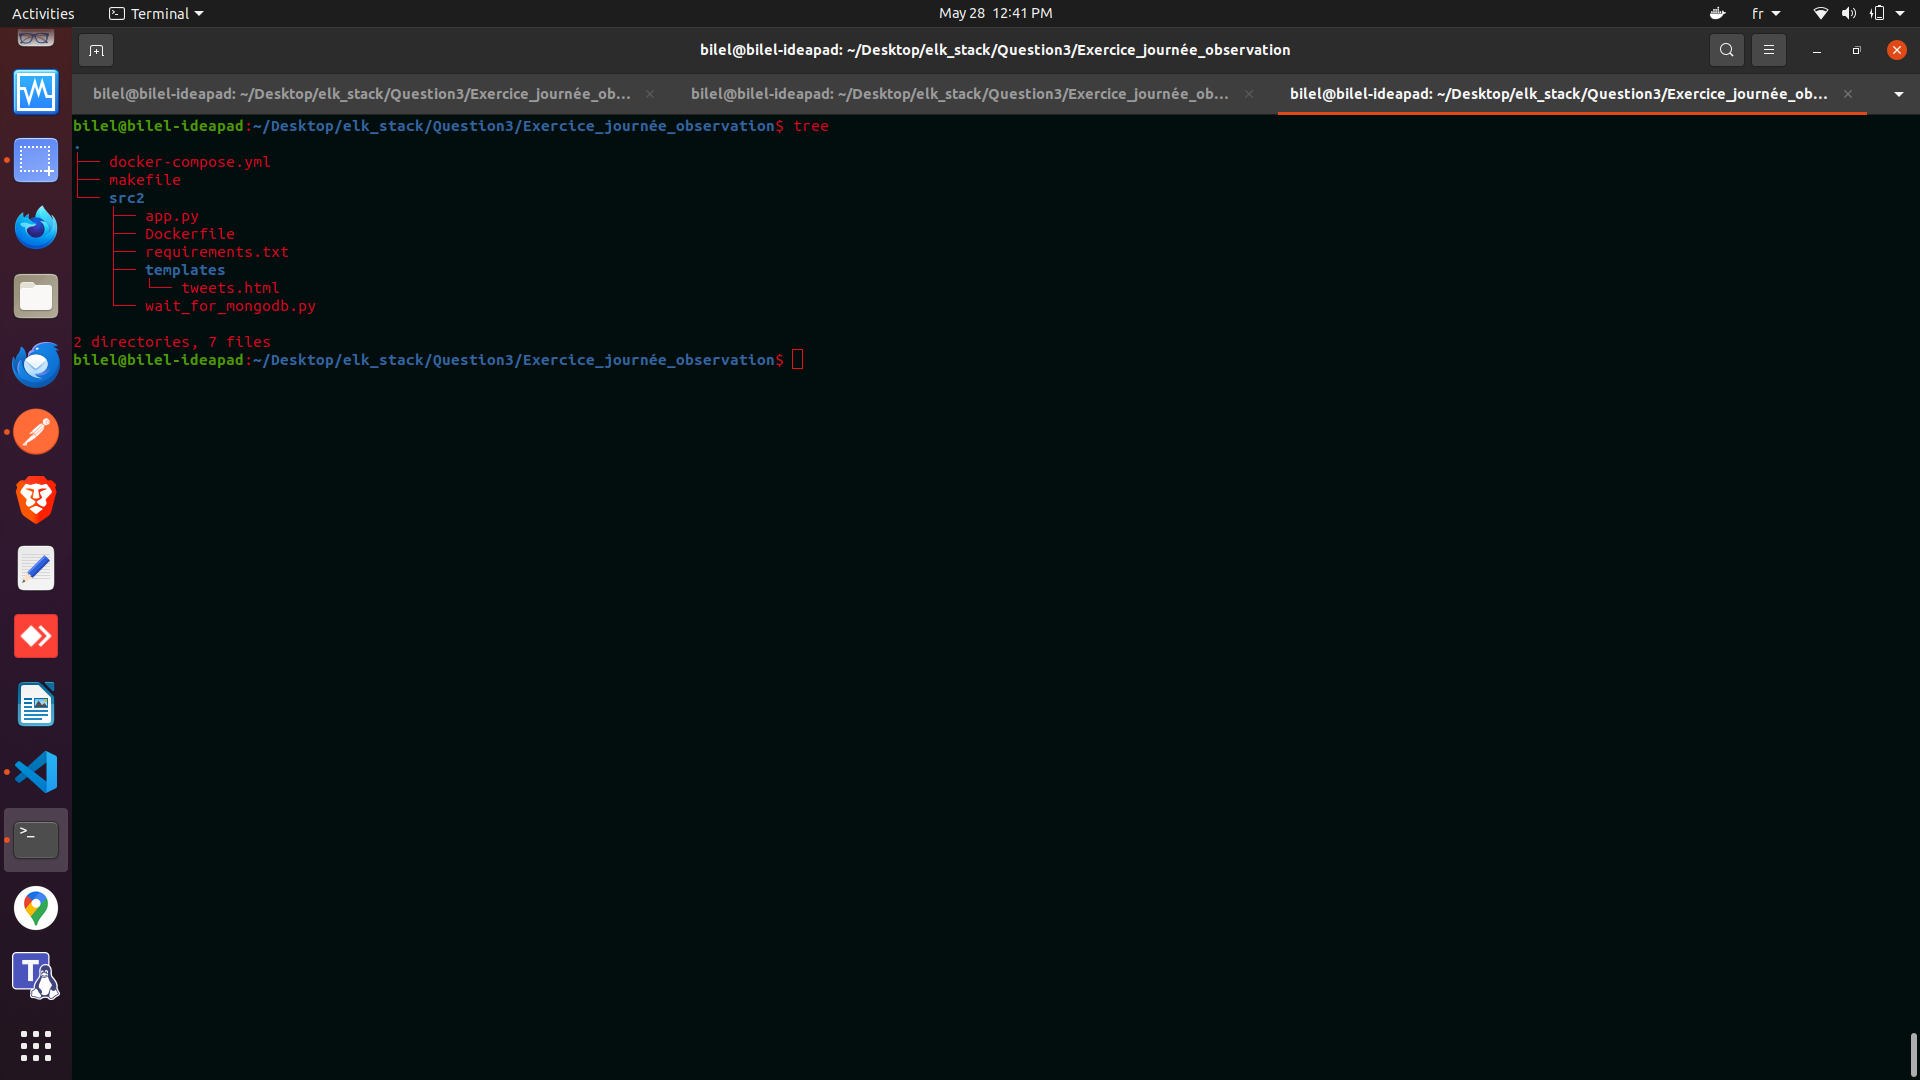 Activities
Terminal
May 28 12:41 PM
fr
bilel@bilel-ideapad: ~/Desktop/elk_stack/Question3/Exercice_journée_observation
bilel@bilel-ideapad: ~/Desktop/elk_stack/Question3/Exercice_journée_ob...
bilel@bilel-ideapad: ~/Desktop/elk_stack/Question3/Exercice_journée_ob...
bilel@bilel-ideapad: ~/Desktop/elk_stack/Question3/Exercice_journée_ob...
bilel@bilel-ideapad:~/Desktop/elk_stack/Question3/Exercice_journée_observation$ tree
.
├── docker-compose.yml
├── makefile
└── src2
    ├── app.py
    ├── Dockerfile
    ├── requirements.txt
    ├── templates
    │   └── tweets.html
    └── wait_for_mongodb.py
2 directories, 7 files
bilel@bilel-ideapad:~/Desktop/elk_stack/Question3/Exercice_journée_observation$
>_
T